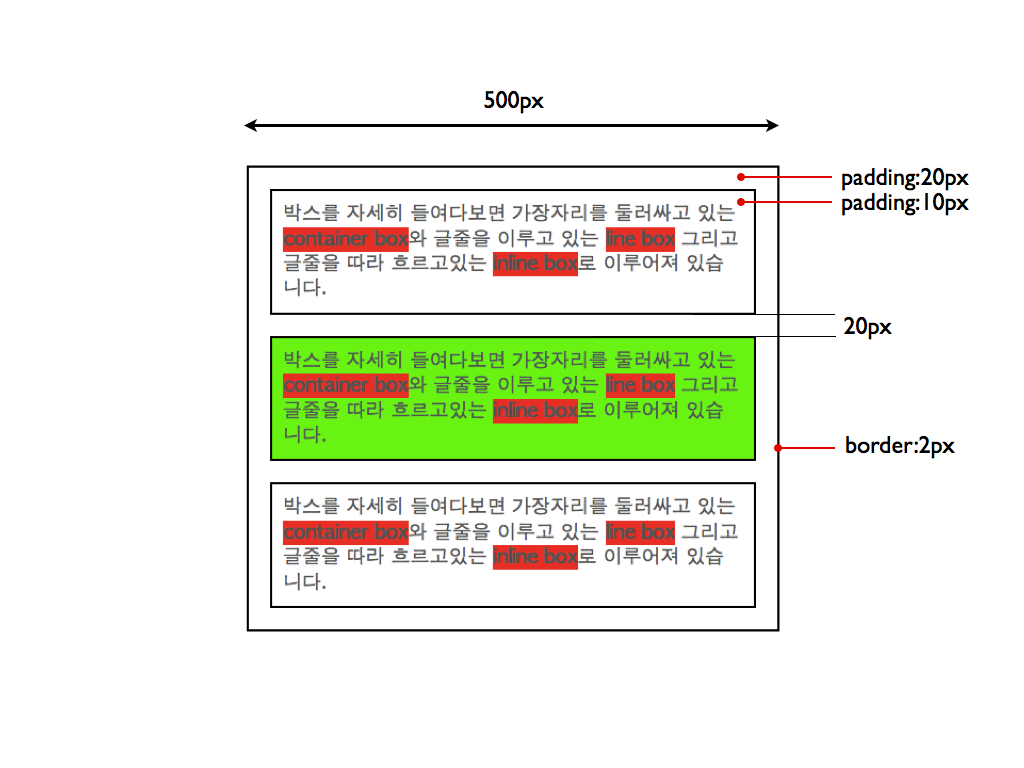 500px
padding:20px
padding:10px
박스를 자세히 들여다보면 가장자리를 둘러싸고 있는
container box와 글줄을 이루고 있는 line box 그리고
글줄을 따라 흐르고있는 inline box로 이루어져 있습
니다.
20px
박스를 자세히 들여다보면 가장자리를 둘러싸고 있는
container box와 글줄을 이루고 있는 line box 그리고
글줄을 따라 흐르고있는 inline box로 이루어져 있습
니다.
border:2px
박스를 자세히 들여다보면 가장자리를 둘러싸고 있는
container box와 글줄을 이루고 있는 line box 그리고
글줄을 따라 흐르고있는 inline box로 이루어져 있습
니다.